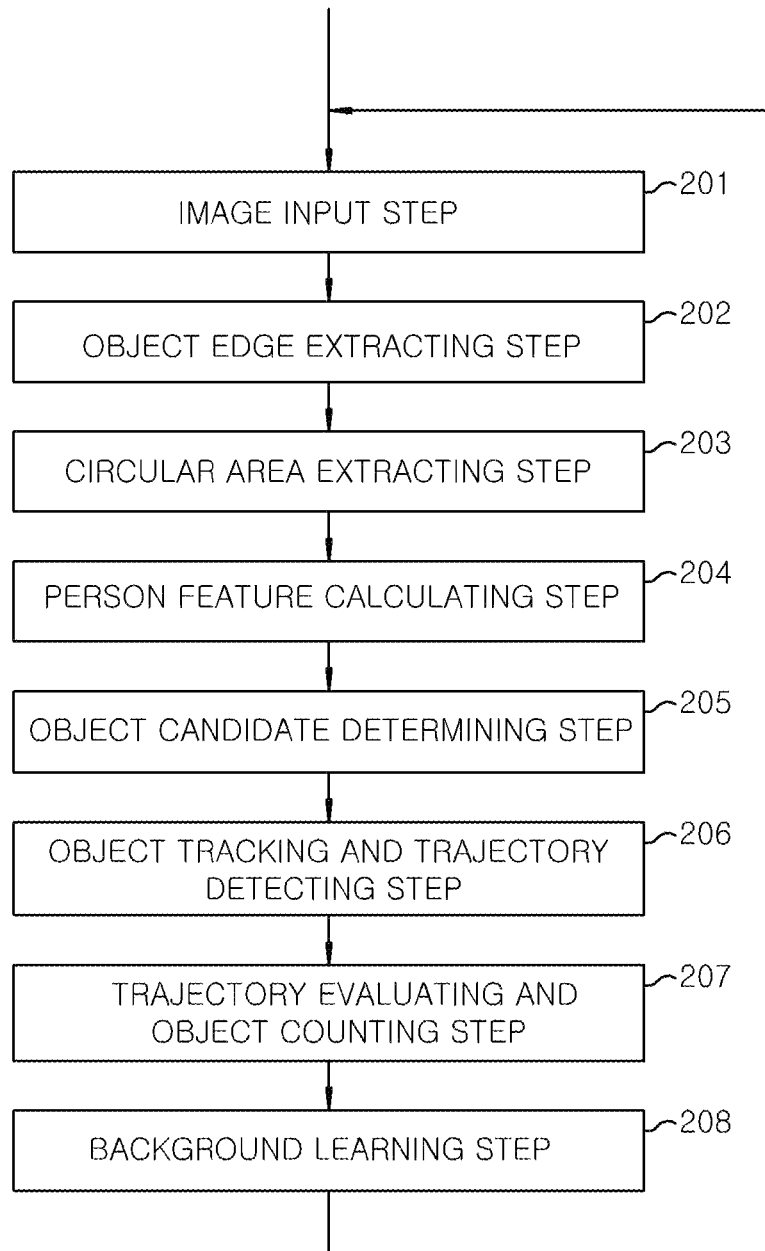 201
IMAGE INPUT STEP
202
OBJECT EDGE EXTRACTING STEP
203
CIRCULAR AREA EXTRACTING STEP
204
PERSON FEATURE CALCULATING STEP
205
OBJECT CANDIDATE DETERMINING STEP
206
OBJECT TRACKING AND TRAJECTORY
DETECTING STEP
207
TRAJECTORY EVALUATING AND
OBJECT COUNTING STEP
208
BACKGROUND LEARNING STEP